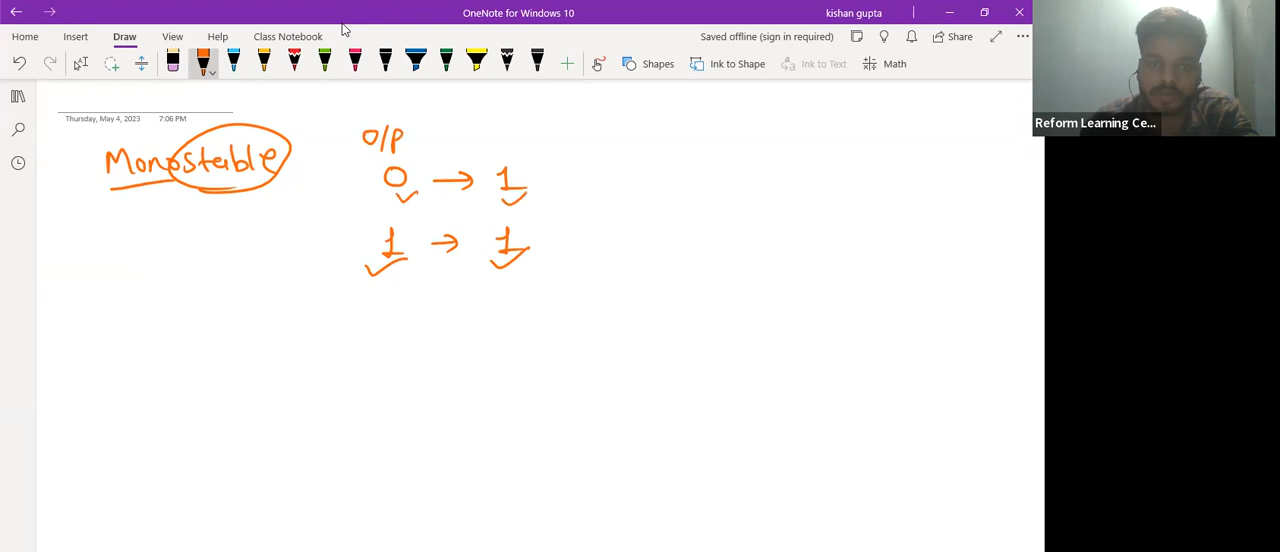 OneNote for Windows 10
kishan gupta
Home Insert Draw View Help Class Notebook
Saved offline (sign in required) Share
Shapes Ink to Shape Ink to Text Math
Thursday, May 4, 2023 7:06 PM
Reform Learning Ce...
O/P
Monostable
0 → 1
1 → 1